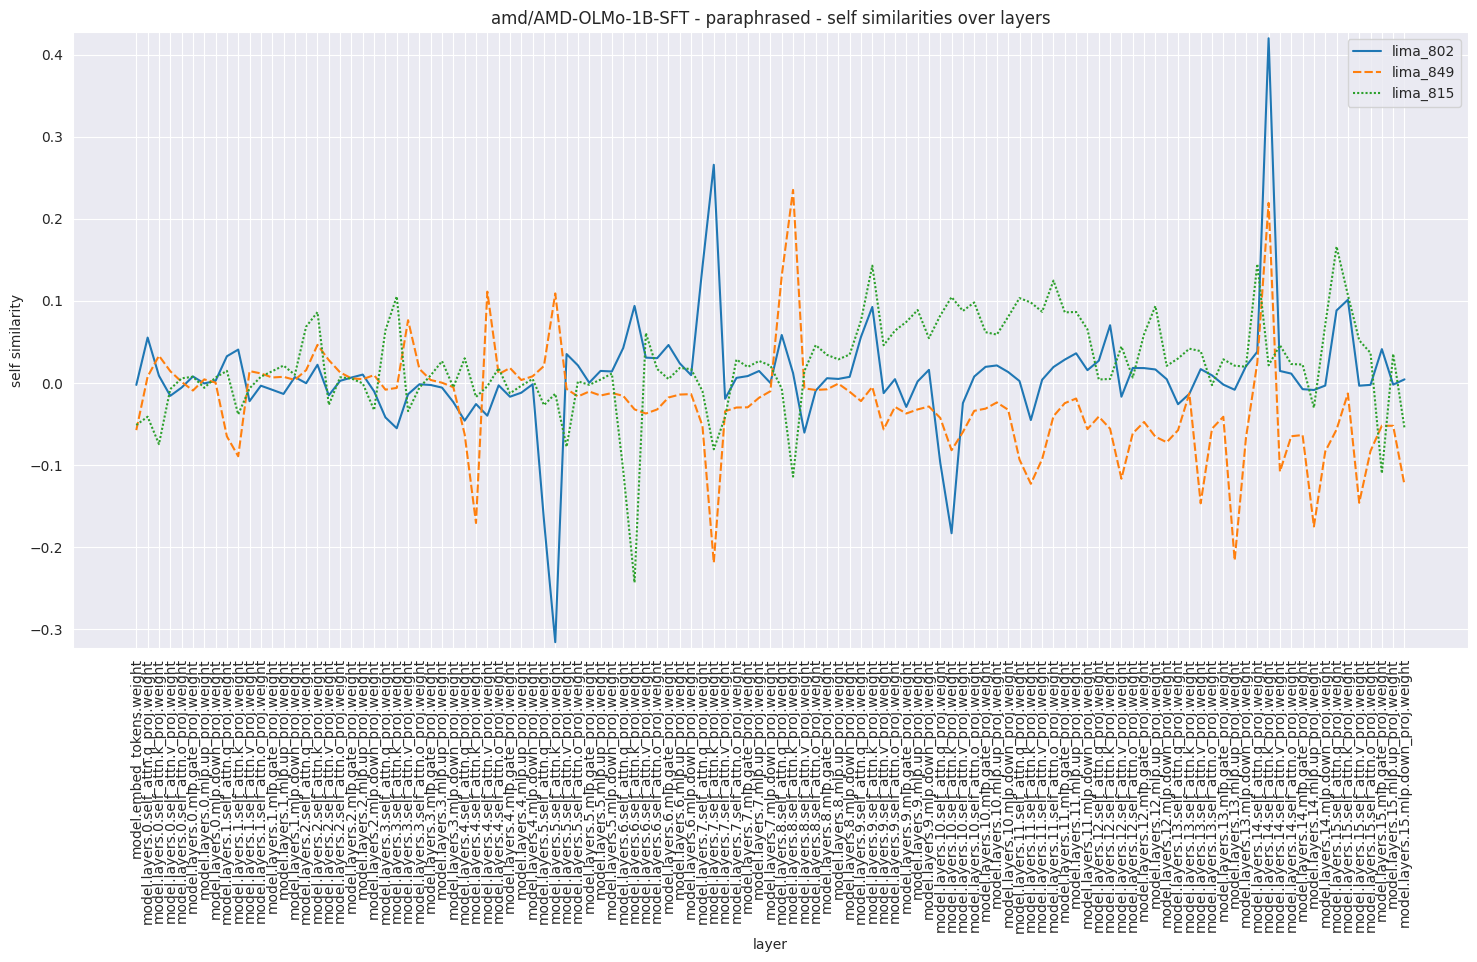 amd/AMD-OLMo-1B-SFT - paraphrased - self similarities over layers
lima_802
lima_849
lima_815
self similarity
0.4
0.3
0.2
0.1
0.0
−0.1
−0.2
−0.3
model.embed_tokens.weight
model.layers.0.self_attn.q_proj.weight
model.layers.0.self_attn.k_proj.weight
model.layers.0.self_attn.v_proj.weight
model.layers.0.self_attn.o_proj.weight
model.layers.0.mlp.gate_proj.weight
model.layers.0.mlp.up_proj.weight
model.layers.0.mlp.down_proj.weight
model.layers.1.self_attn.q_proj.weight
model.layers.1.self_attn.k_proj.weight
model.layers.1.self_attn.v_proj.weight
model.layers.1.self_attn.o_proj.weight
model.layers.1.mlp.gate_proj.weight
model.layers.1.mlp.up_proj.weight
model.layers.1.mlp.down_proj.weight
model.layers.2.self_attn.q_proj.weight
model.layers.2.self_attn.k_proj.weight
model.layers.2.self_attn.v_proj.weight
model.layers.2.self_attn.o_proj.weight
model.layers.2.mlp.gate_proj.weight
model.layers.2.mlp.up_proj.weight
model.layers.2.mlp.down_proj.weight
model.layers.3.self_attn.q_proj.weight
model.layers.3.self_attn.k_proj.weight
model.layers.3.self_attn.v_proj.weight
model.layers.3.self_attn.o_proj.weight
model.layers.3.mlp.gate_proj.weight
model.layers.3.mlp.up_proj.weight
model.layers.3.mlp.down_proj.weight
model.layers.4.self_attn.q_proj.weight
model.layers.4.self_attn.k_proj.weight
model.layers.4.self_attn.v_proj.weight
model.layers.4.self_attn.o_proj.weight
model.layers.4.mlp.gate_proj.weight
model.layers.4.mlp.up_proj.weight
model.layers.4.mlp.down_proj.weight
model.layers.5.self_attn.q_proj.weight
model.layers.5.self_attn.k_proj.weight
model.layers.5.self_attn.v_proj.weight
model.layers.5.self_attn.o_proj.weight
model.layers.5.mlp.gate_proj.weight
model.layers.5.mlp.up_proj.weight
model.layers.5.mlp.down_proj.weight
model.layers.6.self_attn.q_proj.weight
model.layers.6.self_attn.k_proj.weight
model.layers.6.self_attn.v_proj.weight
model.layers.6.self_attn.o_proj.weight
model.layers.6.mlp.gate_proj.weight
model.layers.6.mlp.up_proj.weight
model.layers.6.mlp.down_proj.weight
model.layers.7.self_attn.q_proj.weight
model.layers.7.self_attn.k_proj.weight
model.layers.7.self_attn.v_proj.weight
model.layers.7.self_attn.o_proj.weight
model.layers.7.mlp.gate_proj.weight
model.layers.7.mlp.up_proj.weight
model.layers.7.mlp.down_proj.weight
model.layers.8.self_attn.q_proj.weight
model.layers.8.self_attn.k_proj.weight
model.layers.8.self_attn.v_proj.weight
model.layers.8.self_attn.o_proj.weight
model.layers.8.mlp.gate_proj.weight
model.layers.8.mlp.up_proj.weight
model.layers.8.mlp.down_proj.weight
model.layers.9.self_attn.q_proj.weight
model.layers.9.self_attn.k_proj.weight
model.layers.9.self_attn.v_proj.weight
model.layers.9.self_attn.o_proj.weight
model.layers.9.mlp.gate_proj.weight
model.layers.9.mlp.up_proj.weight
model.layers.9.mlp.down_proj.weight
model.layers.10.self_attn.q_proj.weight
model.layers.10.self_attn.k_proj.weight
model.layers.10.self_attn.v_proj.weight
model.layers.10.self_attn.o_proj.weight
model.layers.10.mlp.gate_proj.weight
model.layers.10.mlp.up_proj.weight
model.layers.10.mlp.down_proj.weight
model.layers.11.self_attn.q_proj.weight
model.layers.11.self_attn.k_proj.weight
model.layers.11.self_attn.v_proj.weight
model.layers.11.self_attn.o_proj.weight
model.layers.11.mlp.gate_proj.weight
model.layers.11.mlp.up_proj.weight
model.layers.11.mlp.down_proj.weight
model.layers.12.self_attn.q_proj.weight
model.layers.12.self_attn.k_proj.weight
model.layers.12.self_attn.v_proj.weight
model.layers.12.self_attn.o_proj.weight
model.layers.12.mlp.gate_proj.weight
model.layers.12.mlp.up_proj.weight
model.layers.12.mlp.down_proj.weight
model.layers.13.self_attn.q_proj.weight
model.layers.13.self_attn.k_proj.weight
model.layers.13.self_attn.v_proj.weight
model.layers.13.self_attn.o_proj.weight
model.layers.13.mlp.gate_proj.weight
model.layers.13.mlp.up_proj.weight
model.layers.13.mlp.down_proj.weight
model.layers.14.self_attn.q_proj.weight
model.layers.14.self_attn.k_proj.weight
model.layers.14.self_attn.v_proj.weight
model.layers.14.self_attn.o_proj.weight
model.layers.14.mlp.gate_proj.weight
model.layers.14.mlp.up_proj.weight
model.layers.14.mlp.down_proj.weight
model.layers.15.self_attn.q_proj.weight
model.layers.15.self_attn.k_proj.weight
model.layers.15.self_attn.v_proj.weight
model.layers.15.self_attn.o_proj.weight
model.layers.15.mlp.gate_proj.weight
model.layers.15.mlp.up_proj.weight
model.layers.15.mlp.down_proj.weight
layer